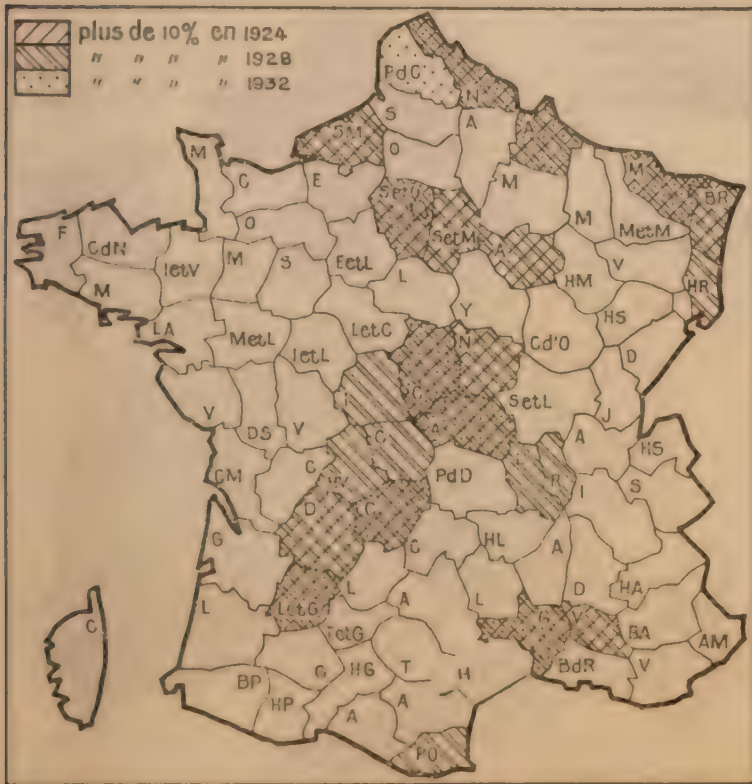 plus de 10% en 1924
" " " " 1928
" " " " 1932
PdC
N
S
A
A
SM
M
O
M
BR
C
E
SetO
M
M
MetM
O
SetM
A
F
CdN
IetV
M
S
EetL
HM
V
HR
M
L
Y
HS
LA
MetL
IetL
LetC
N
Cd'O
D
I
C
SetL
V
DS
V
J
C
A
A
HS
CM
C
HV
PdD
R
I
S
D
C
G
C
HL
A
D
HA
L
LetG
L
A
L
G
V
BA
AM
C
TetG
BdR
V
G
HG
T
H
BP
HP
A
A
PO